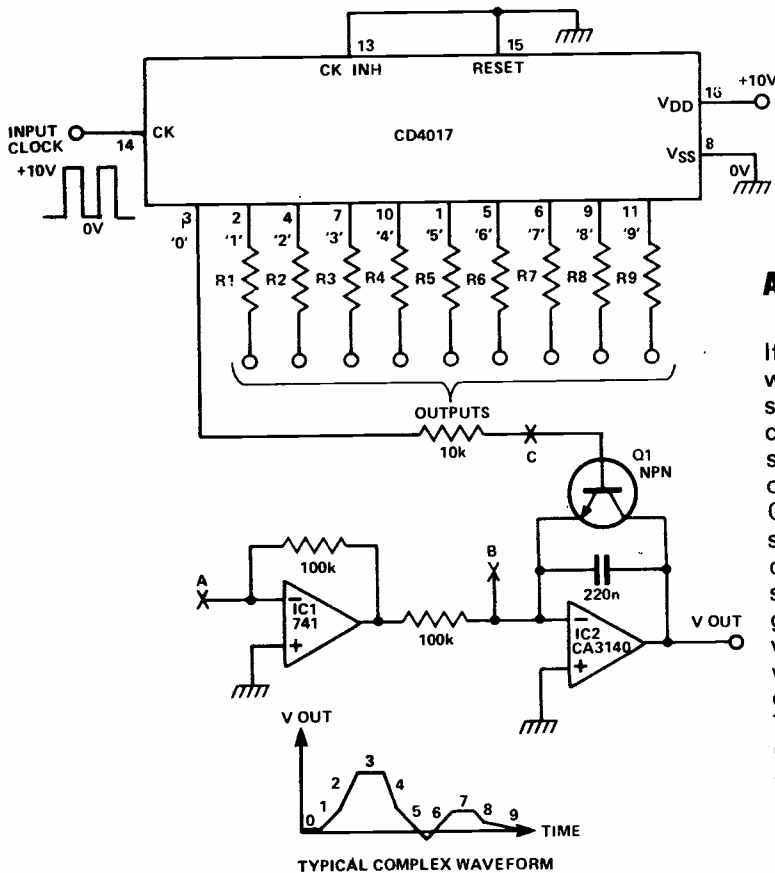 13
15
CK INH
RESET
16
+10V
VDD
INPUT
CLOCK
14
CK
CD4017
8
VSS
0V
+10V
0V
3
2
4
7
10
1
5
6
9
11
'0'
'1'
'2'
'3'
'4'
'5'
'6'
'7'
'8'
'9'
R1
R2
R3
R4
R5
R6
R7
R8
R9
OUTPUTS
10k
C
Q1
NPN
100k
A
B
IC1
741
100k
220n
IC2
CA3140
V OUT
V OUT
0
1
2
3
4
5
6
7
8
9
TIME
TYPICAL COMPLEX WAVEFORM
A
If